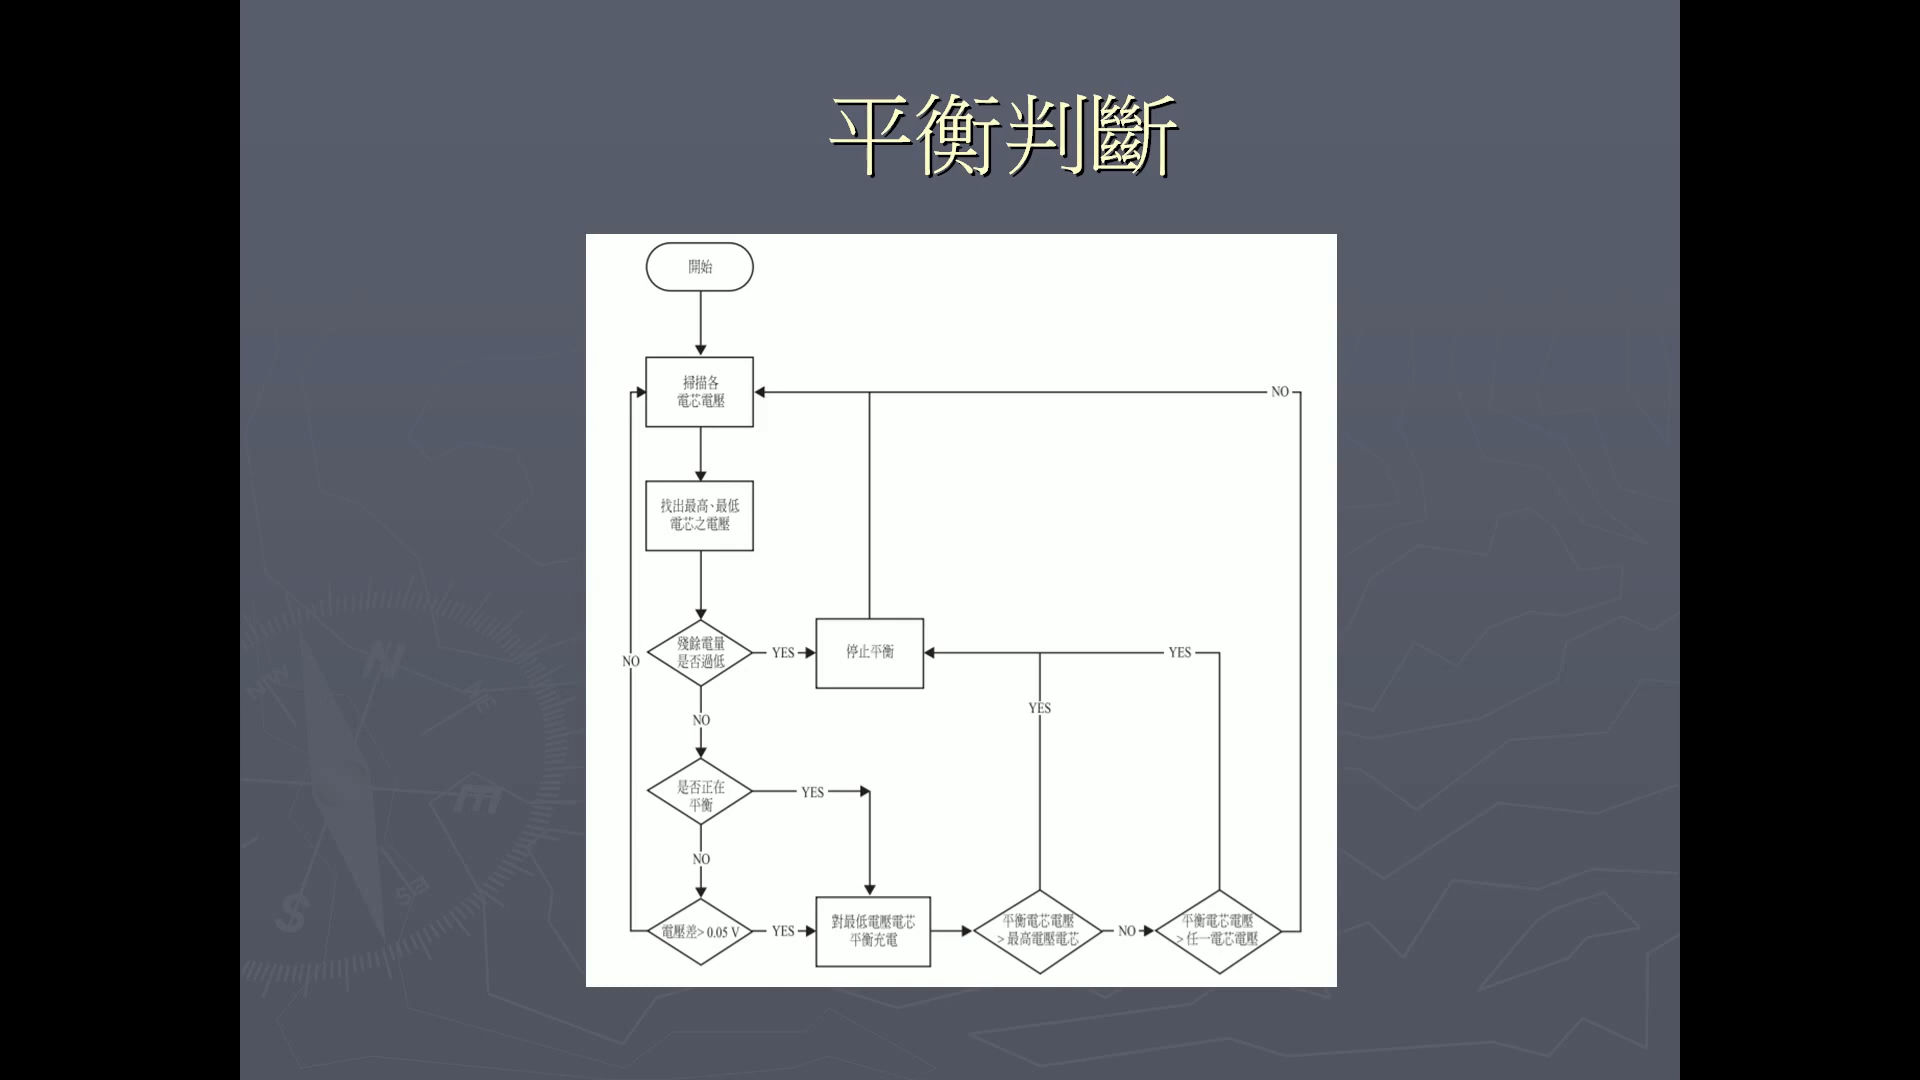 平衡判斷
開始
掃描各
電芯電壓
NO
找出最高、最低
電芯之電壓
殘餘電量
是否過低
YES
停止平衡
YES
NO
NO
YES
是否正在
平衡
YES
NO
電壓差> 0.05 V
YES
對最低電壓電芯
平衡充電
平衡電芯電壓
> 最高電壓電芯
NO
平衡電芯電壓
> 任一電芯電壓